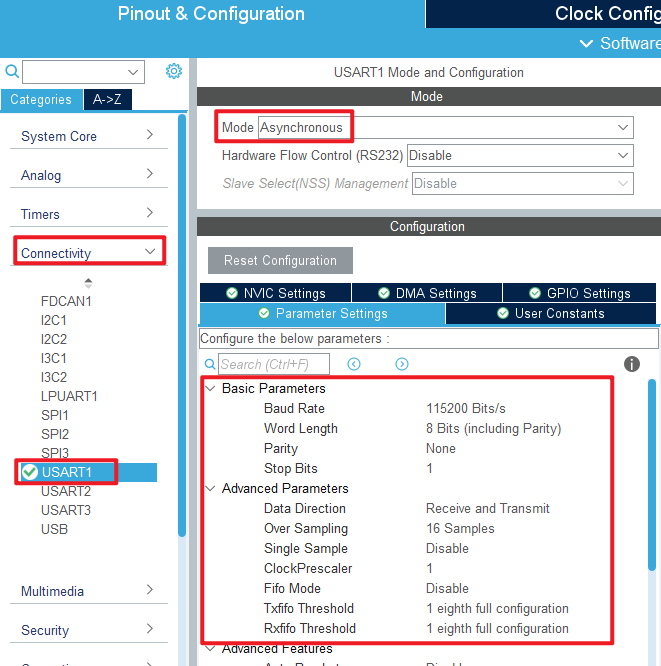 Pinout & Configuration
Clock Config
Software
Categories
A->Z
System Core
Analog
Timers
Connectivity
FDCAN1
I2C1
I2C2
I3C1
I3C2
LPUART1
SPI1
SPI2
SPI3
USART1
USART2
USART3
USB
Multimedia
Security
USART1 Mode and Configuration
Mode
Mode Asynchronous
Hardware Flow Control (RS232) Disable
Slave Select(NSS) Management Disable
Configuration
Reset Configuration
NVIC Settings
DMA Settings
GPIO Settings
Parameter Settings
User Constants
Configure the below parameters :
Search (Ctrl+F)
Basic Parameters
Baud Rate 115200 Bits/s
Word Length 8 Bits (including Parity)
Parity None
Stop Bits 1
Advanced Parameters
Data Direction Receive and Transmit
Over Sampling 16 Samples
Single Sample Disable
ClockPrescaler 1
Fifo Mode Disable
Txfifo Threshold 1 eighth full configuration
Rxfifo Threshold 1 eighth full configuration
Advanced Features